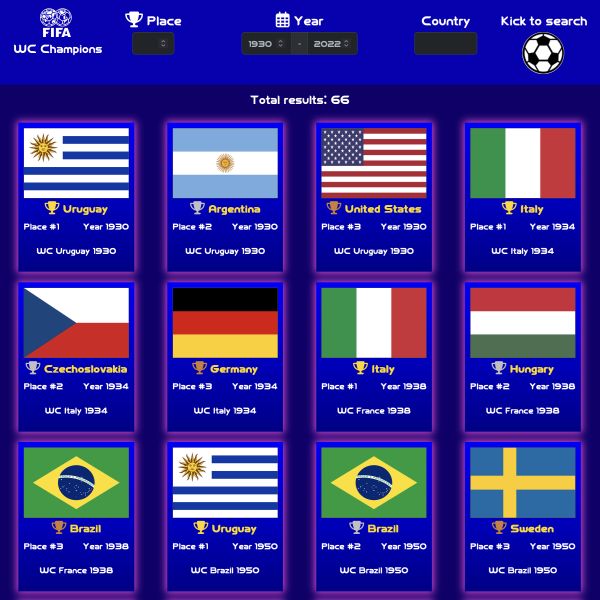 FIFA
WC Champions
Place
Year
1930 - 2022
Country
Kick to search
Total results: 66
Uruguay
Place #1 Year 1930
WC Uruguay 1930
Argentina
Place #2 Year 1930
WC Uruguay 1930
United States
Place #3 Year 1930
WC Uruguay 1930
Italy
Place #1 Year 1934
WC Italy 1934
Czechoslovakia
Place #2 Year 1934
WC Italy 1934
Germany
Place #3 Year 1934
WC Italy 1934
Italy
Place #1 Year 1938
WC France 1938
Hungary
Place #2 Year 1938
WC France 1938
Brazil
Place #3 Year 1938
WC France 1938
Uruguay
Place #1 Year 1950
WC Brazil 1950
Brazil
Place #2 Year 1950
WC Brazil 1950
Sweden
Place #3 Year 1950
WC Brazil 1950